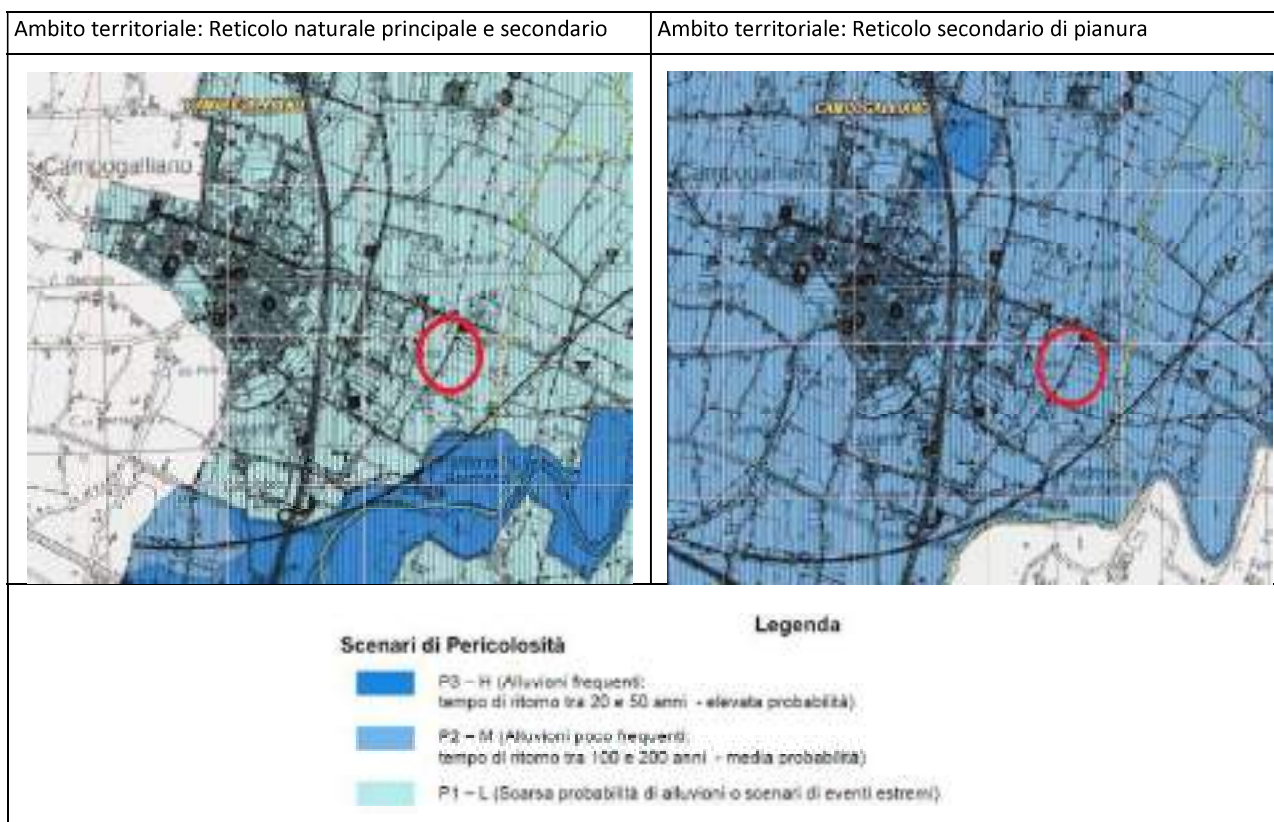 Ambito territoriale: Reticolo naturale principale e secondario
Ambito territoriale: Reticolo secondario di pianura
CAMPOGALLIANO
Campogalliano
CAMPOGALLIANO
Campogalliano
Legenda
Scenari di Pericolosità
P3 – H (Alluvioni frequenti:
tempo di ritorno tra 20 e 50 anni - elevata probabilità)
P2 – M (Alluvioni poco frequenti:
tempo di ritorno tra 100 e 200 anni - media probabilità)
P1 – L (Scarsa probabilità di alluvioni o scenari di eventi estremi)